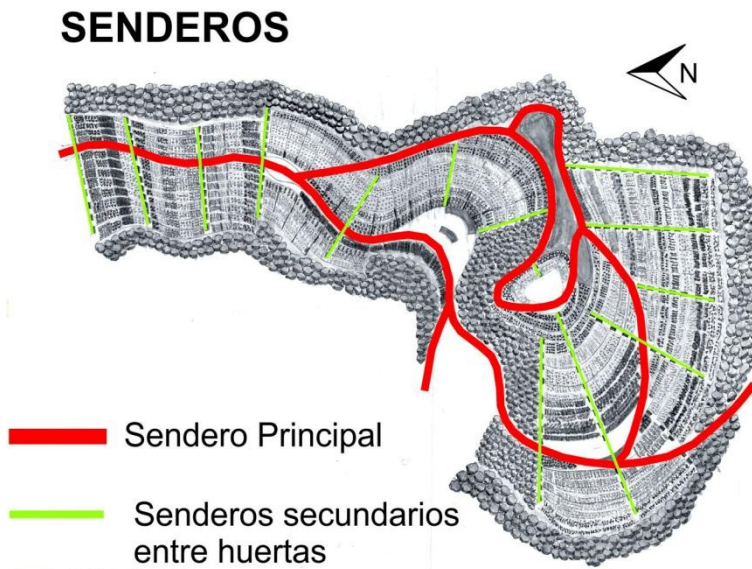 SENDEROS
N
Sendero Principal
Senderos secundarios
entre huertas